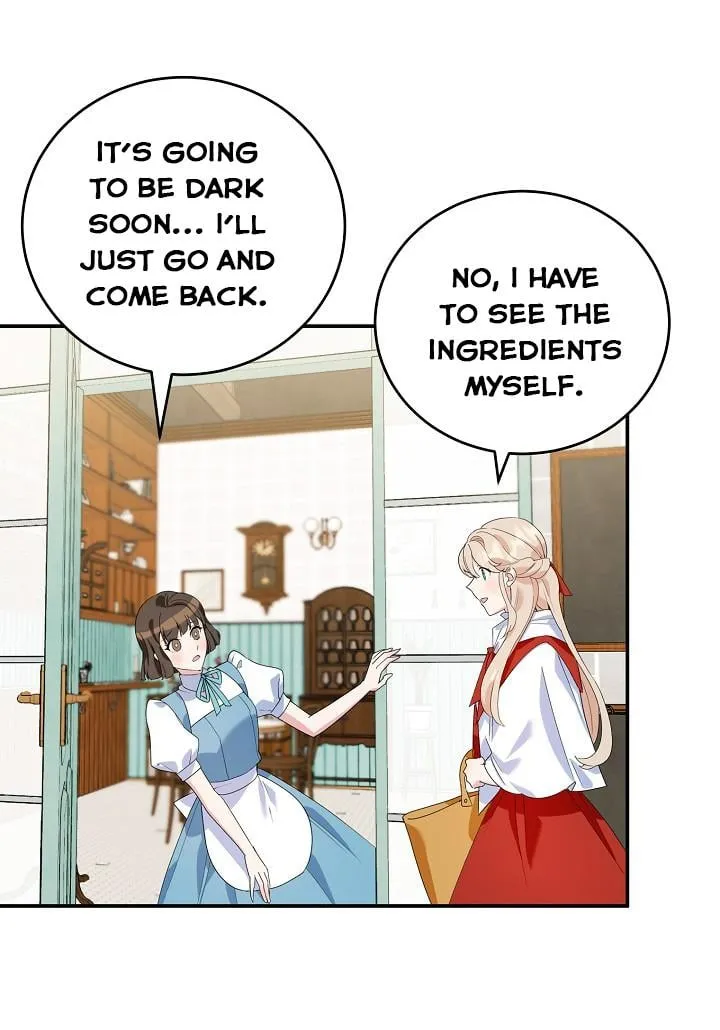 IT'S GOING
TO BE DARK
SOON... I'LL
JUST GO AND
COME BACK.
NO, I HAVE
TO SEE THE
INGREDIENTS
MYSELF.